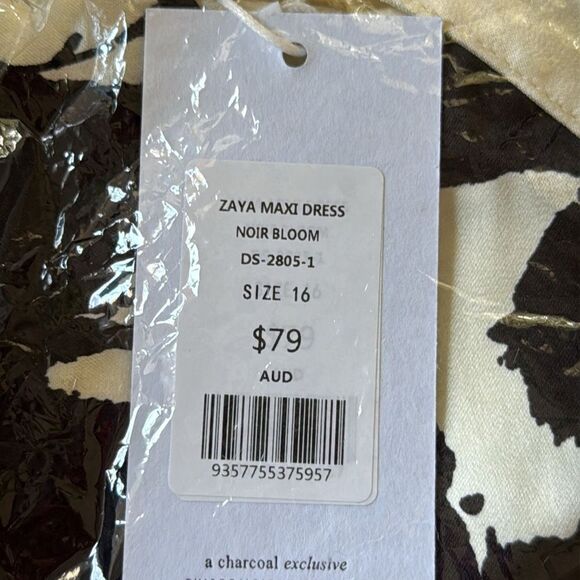 ZAYA MAXI DRESS
NOIR BLOOM
DS-2805-1
SIZE 16
$79
AUD
9357755375957
a charcoal exclusive